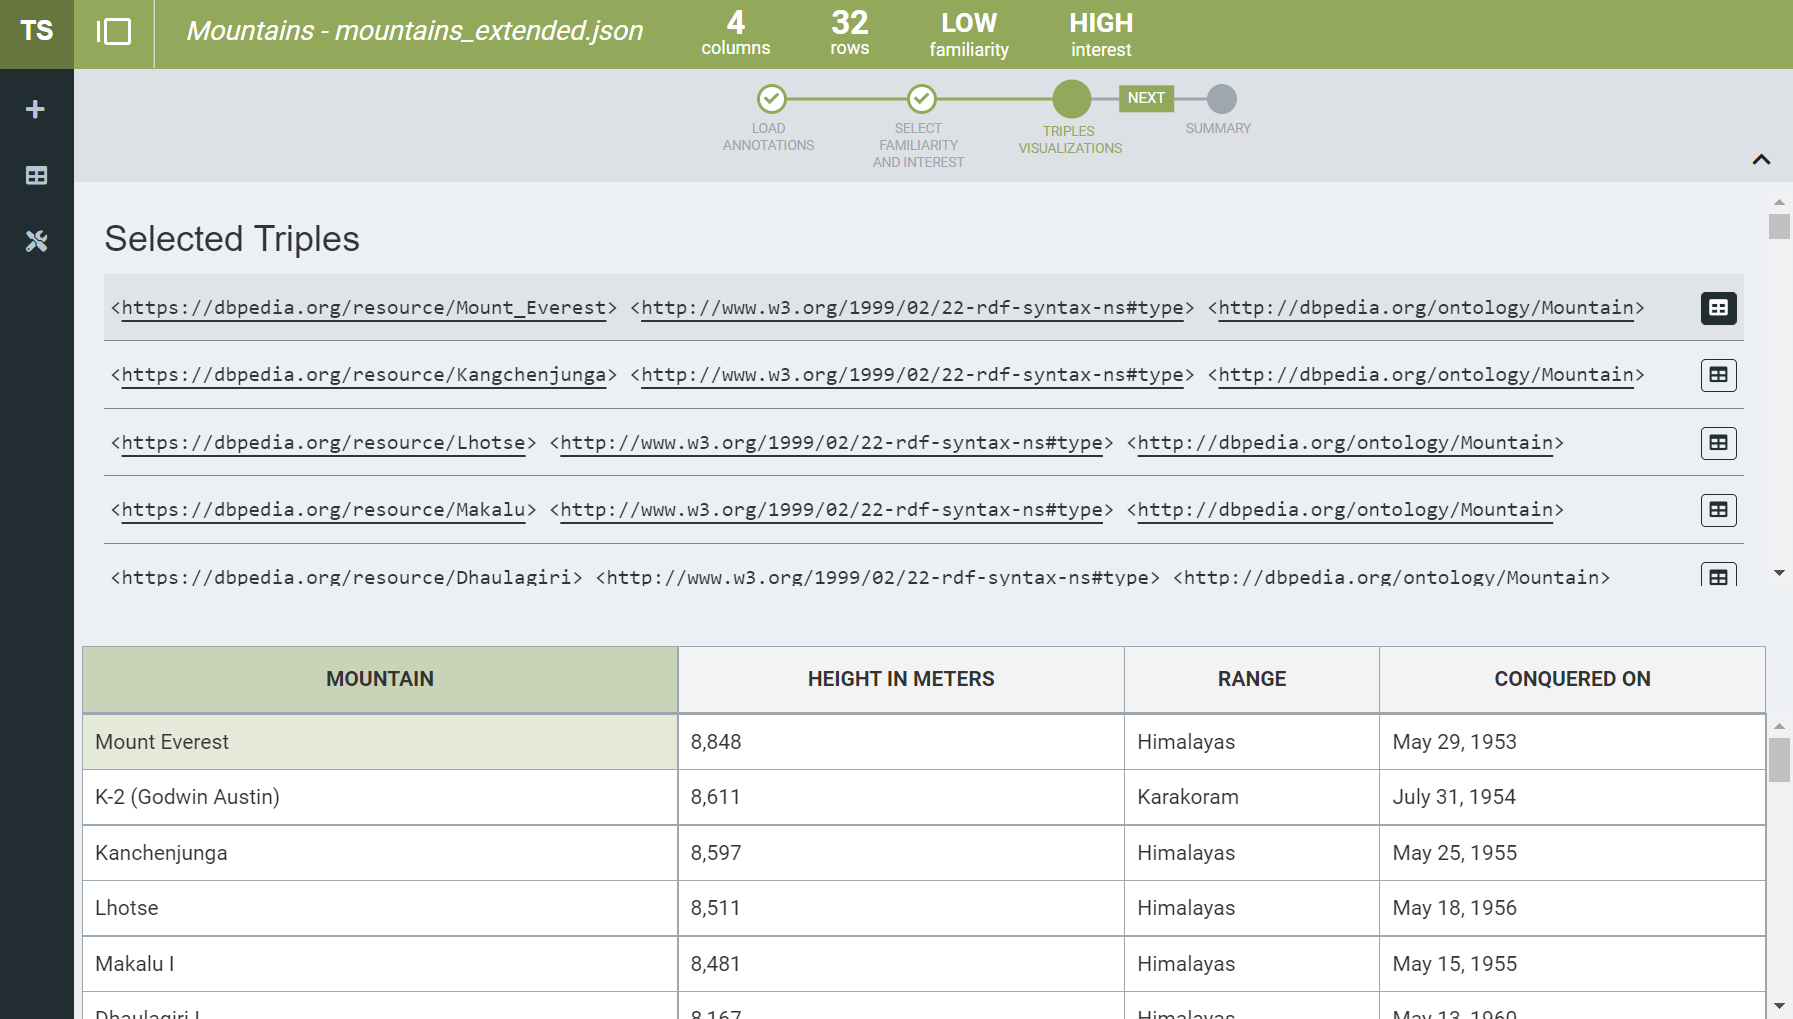 TS
Mountains - mountains_extended.json
4 columns
32 rows
LOW familiarity
HIGH interest
LOAD ANNOTATIONS
SELECT FAMILIARITY AND INTEREST
TRIPLES VISUALIZATIONS
NEXT
SUMMARY
Selected Triples
<https://dbpedia.org/resource/Mount_Everest> <http://www.w3.org/1999/02/22-rdf-syntax-ns#type> <http://dbpedia.org/ontology/Mountain>
<https://dbpedia.org/resource/Kangchenjunga> <http://www.w3.org/1999/02/22-rdf-syntax-ns#type> <http://dbpedia.org/ontology/Mountain>
<https://dbpedia.org/resource/Lhotse> <http://www.w3.org/1999/02/22-rdf-syntax-ns#type> <http://dbpedia.org/ontology/Mountain>
<https://dbpedia.org/resource/Makalu> <http://www.w3.org/1999/02/22-rdf-syntax-ns#type> <http://dbpedia.org/ontology/Mountain>
<https://dbpedia.org/resource/Dhaulagiri> <http://www.w3.org/1999/02/22-rdf-syntax-ns#type> <http://dbpedia.org/ontology/Mountain>
MOUNTAIN HEIGHT IN METERS RANGE CONQUERED ON
Mount Everest 8,848 Himalayas May 29, 1953
K-2 (Godwin Austin) 8,611 Karakoram July 31, 1954
Kanchenjunga 8,597 Himalayas May 25, 1955
Lhotse 8,511 Himalayas May 18, 1956
Makalu I 8,481 Himalayas May 15, 1955
Dhaulagiri I 8,167 Himalayas May 13, 1960